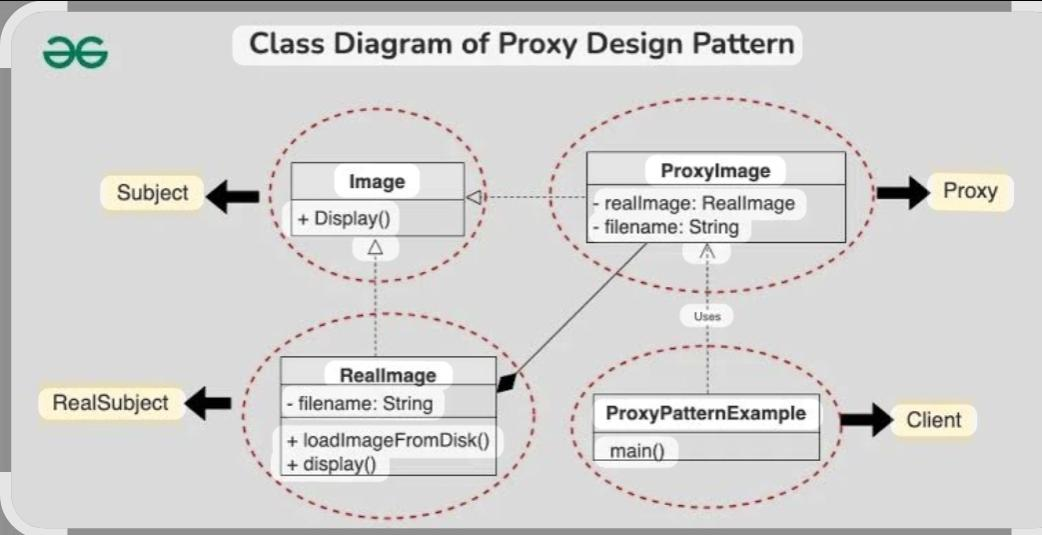 Class Diagram of Proxy Design Pattern
Subject
Image
+ Display()
ProxyImage
- realImage: RealImage
- filename: String
Proxy
Uses
RealSubject
RealImage
- filename: String
+ loadImageFromDisk()
+ display()
ProxyPatternExample
main()
Client